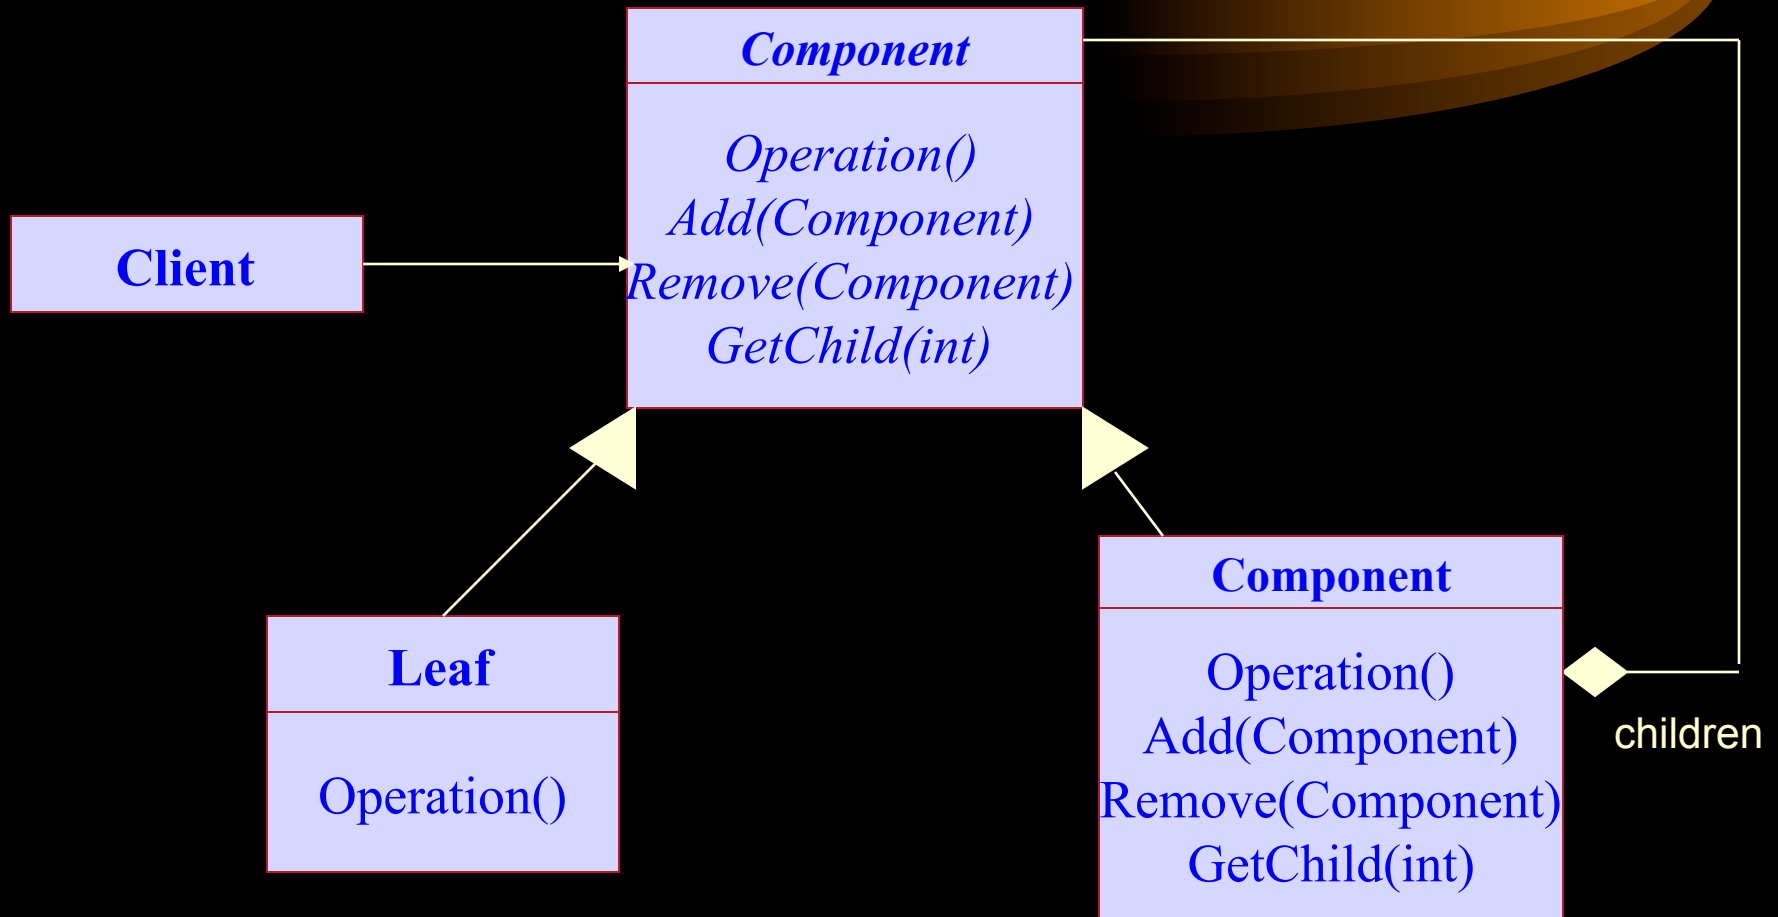 Component
Operation()
Add(Component)
Remove(Component)
GetChild(int)
Client
Leaf
Operation()
Component
Operation()
Add(Component)
Remove(Component)
GetChild(int)
children